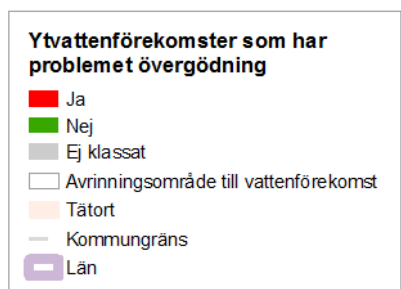 Ytvattenförekomster som har
problemet övergödning
Ja
Nej
Ej klassat
Avrinningsområde till vattenförekomst
Tätort
Kommungräns
Län